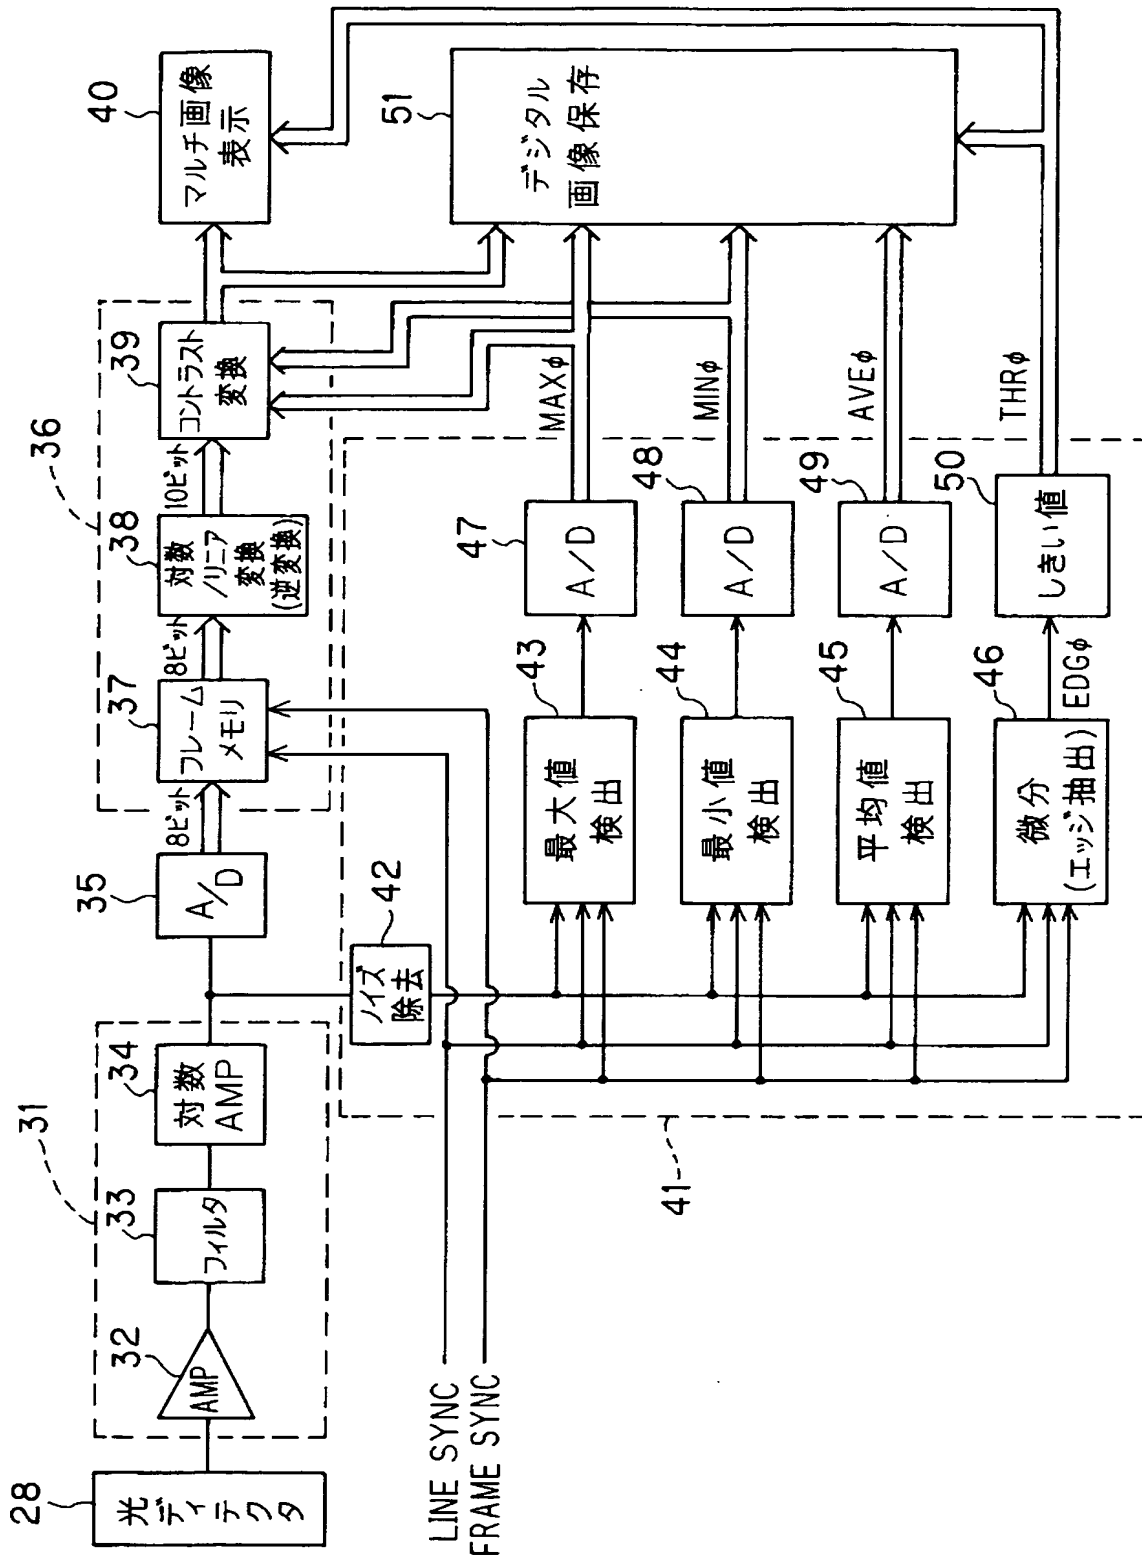 28
光ディテクタ
31
32
AMP
33
フィルタ
34
対数
AMP
35
A/D
8ビット
36
37
フレーム
メモリ
8ビット
38
対数
/リニア
変換
(逆変換)
10ビット
39
コントラスト
変換
40
マルチ画像
表示
LINE SYNC
FRAME SYNC
41
42
ノイズ
除去
43
最大値
検出
47
A/D
MAXφ
44
最小値
検出
48
A/D
MINφ
45
平均値
検出
49
A/D
AVEφ
46
微分
(エッジ抽出)
EDGφ
50
しきい値
THRφ
51
デジタル
画像保存